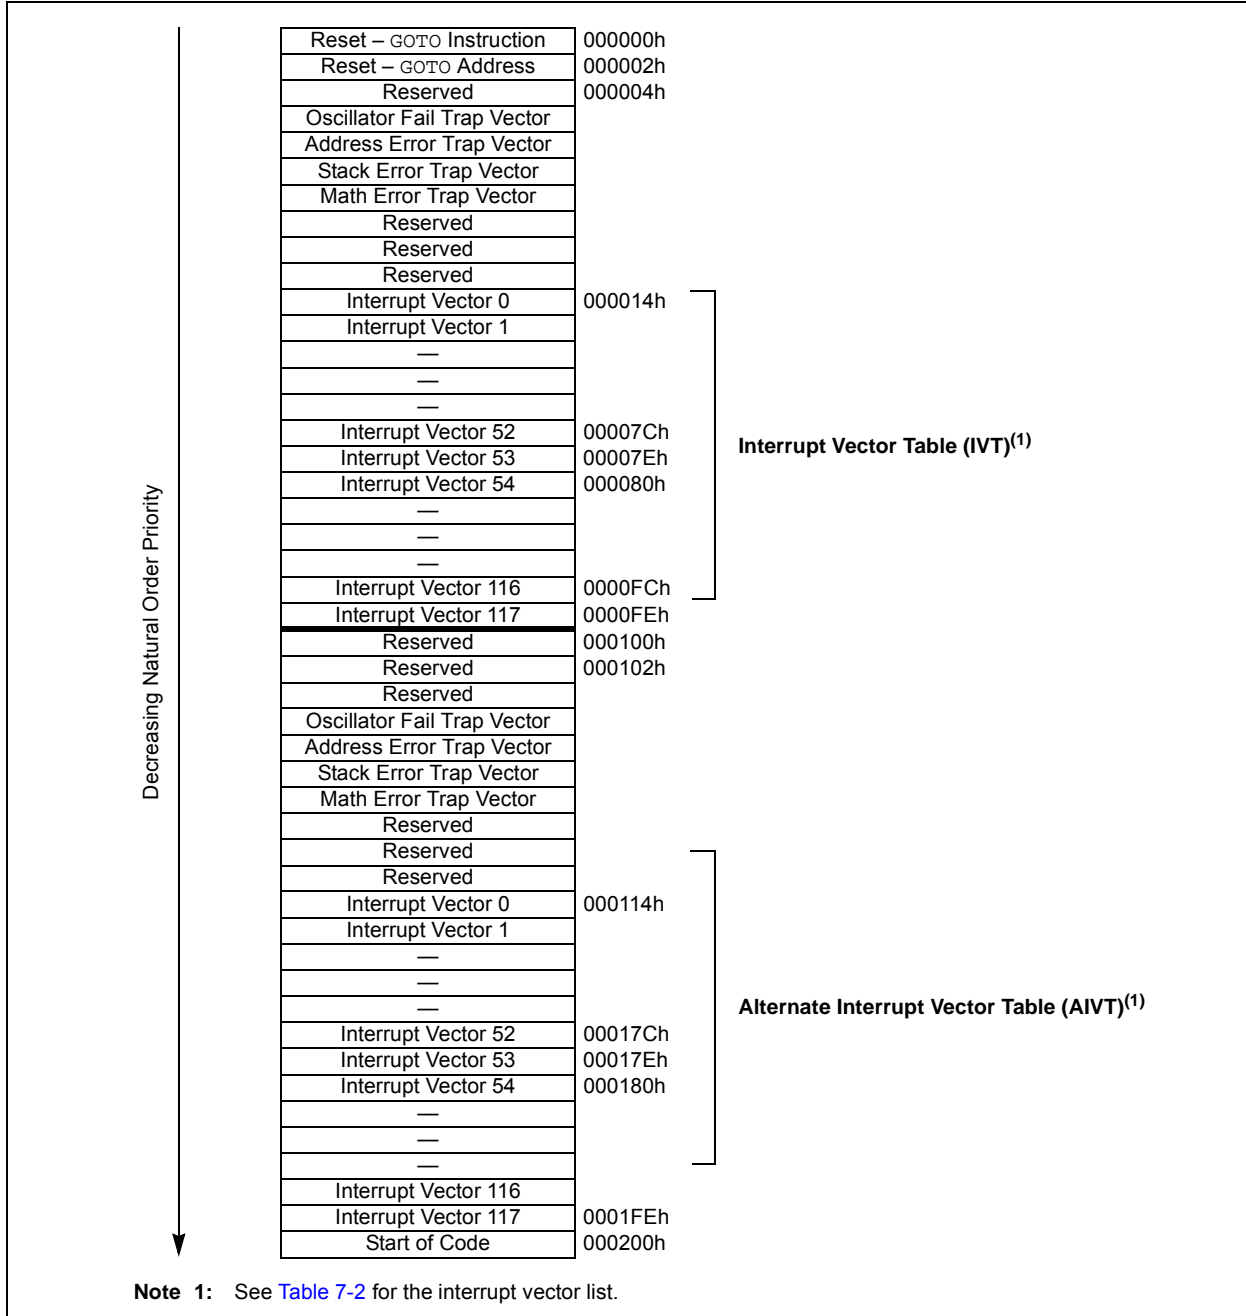 Reset – GOTO Instruction 000000h
Reset – GOTO Address 000002h
Reserved 000004h
Oscillator Fail Trap Vector
Address Error Trap Vector
Stack Error Trap Vector
Math Error Trap Vector
Reserved
Reserved
Reserved
Interrupt Vector 0 000014h
Interrupt Vector 1
—
—
—
Interrupt Vector 52 00007Ch
Interrupt Vector Table (IVT)(1)
Interrupt Vector 53 00007Eh
Interrupt Vector 54 000080h
—
—
—
Interrupt Vector 116 0000FCh
Interrupt Vector 117 0000FEh
Decreasing Natural Order Priority
Reserved 000100h
Reserved 000102h
Reserved
Oscillator Fail Trap Vector
Address Error Trap Vector
Stack Error Trap Vector
Math Error Trap Vector
Reserved
Reserved
Reserved
Interrupt Vector 0 000114h
Interrupt Vector 1
—
—
—
Alternate Interrupt Vector Table (AIVT)(1)
Interrupt Vector 52 00017Ch
Interrupt Vector 53 00017Eh
Interrupt Vector 54 000180h
—
—
—
Interrupt Vector 116
Interrupt Vector 117 0001FEh
Start of Code 000200h
Note 1: See Table 7-2 for the interrupt vector list.